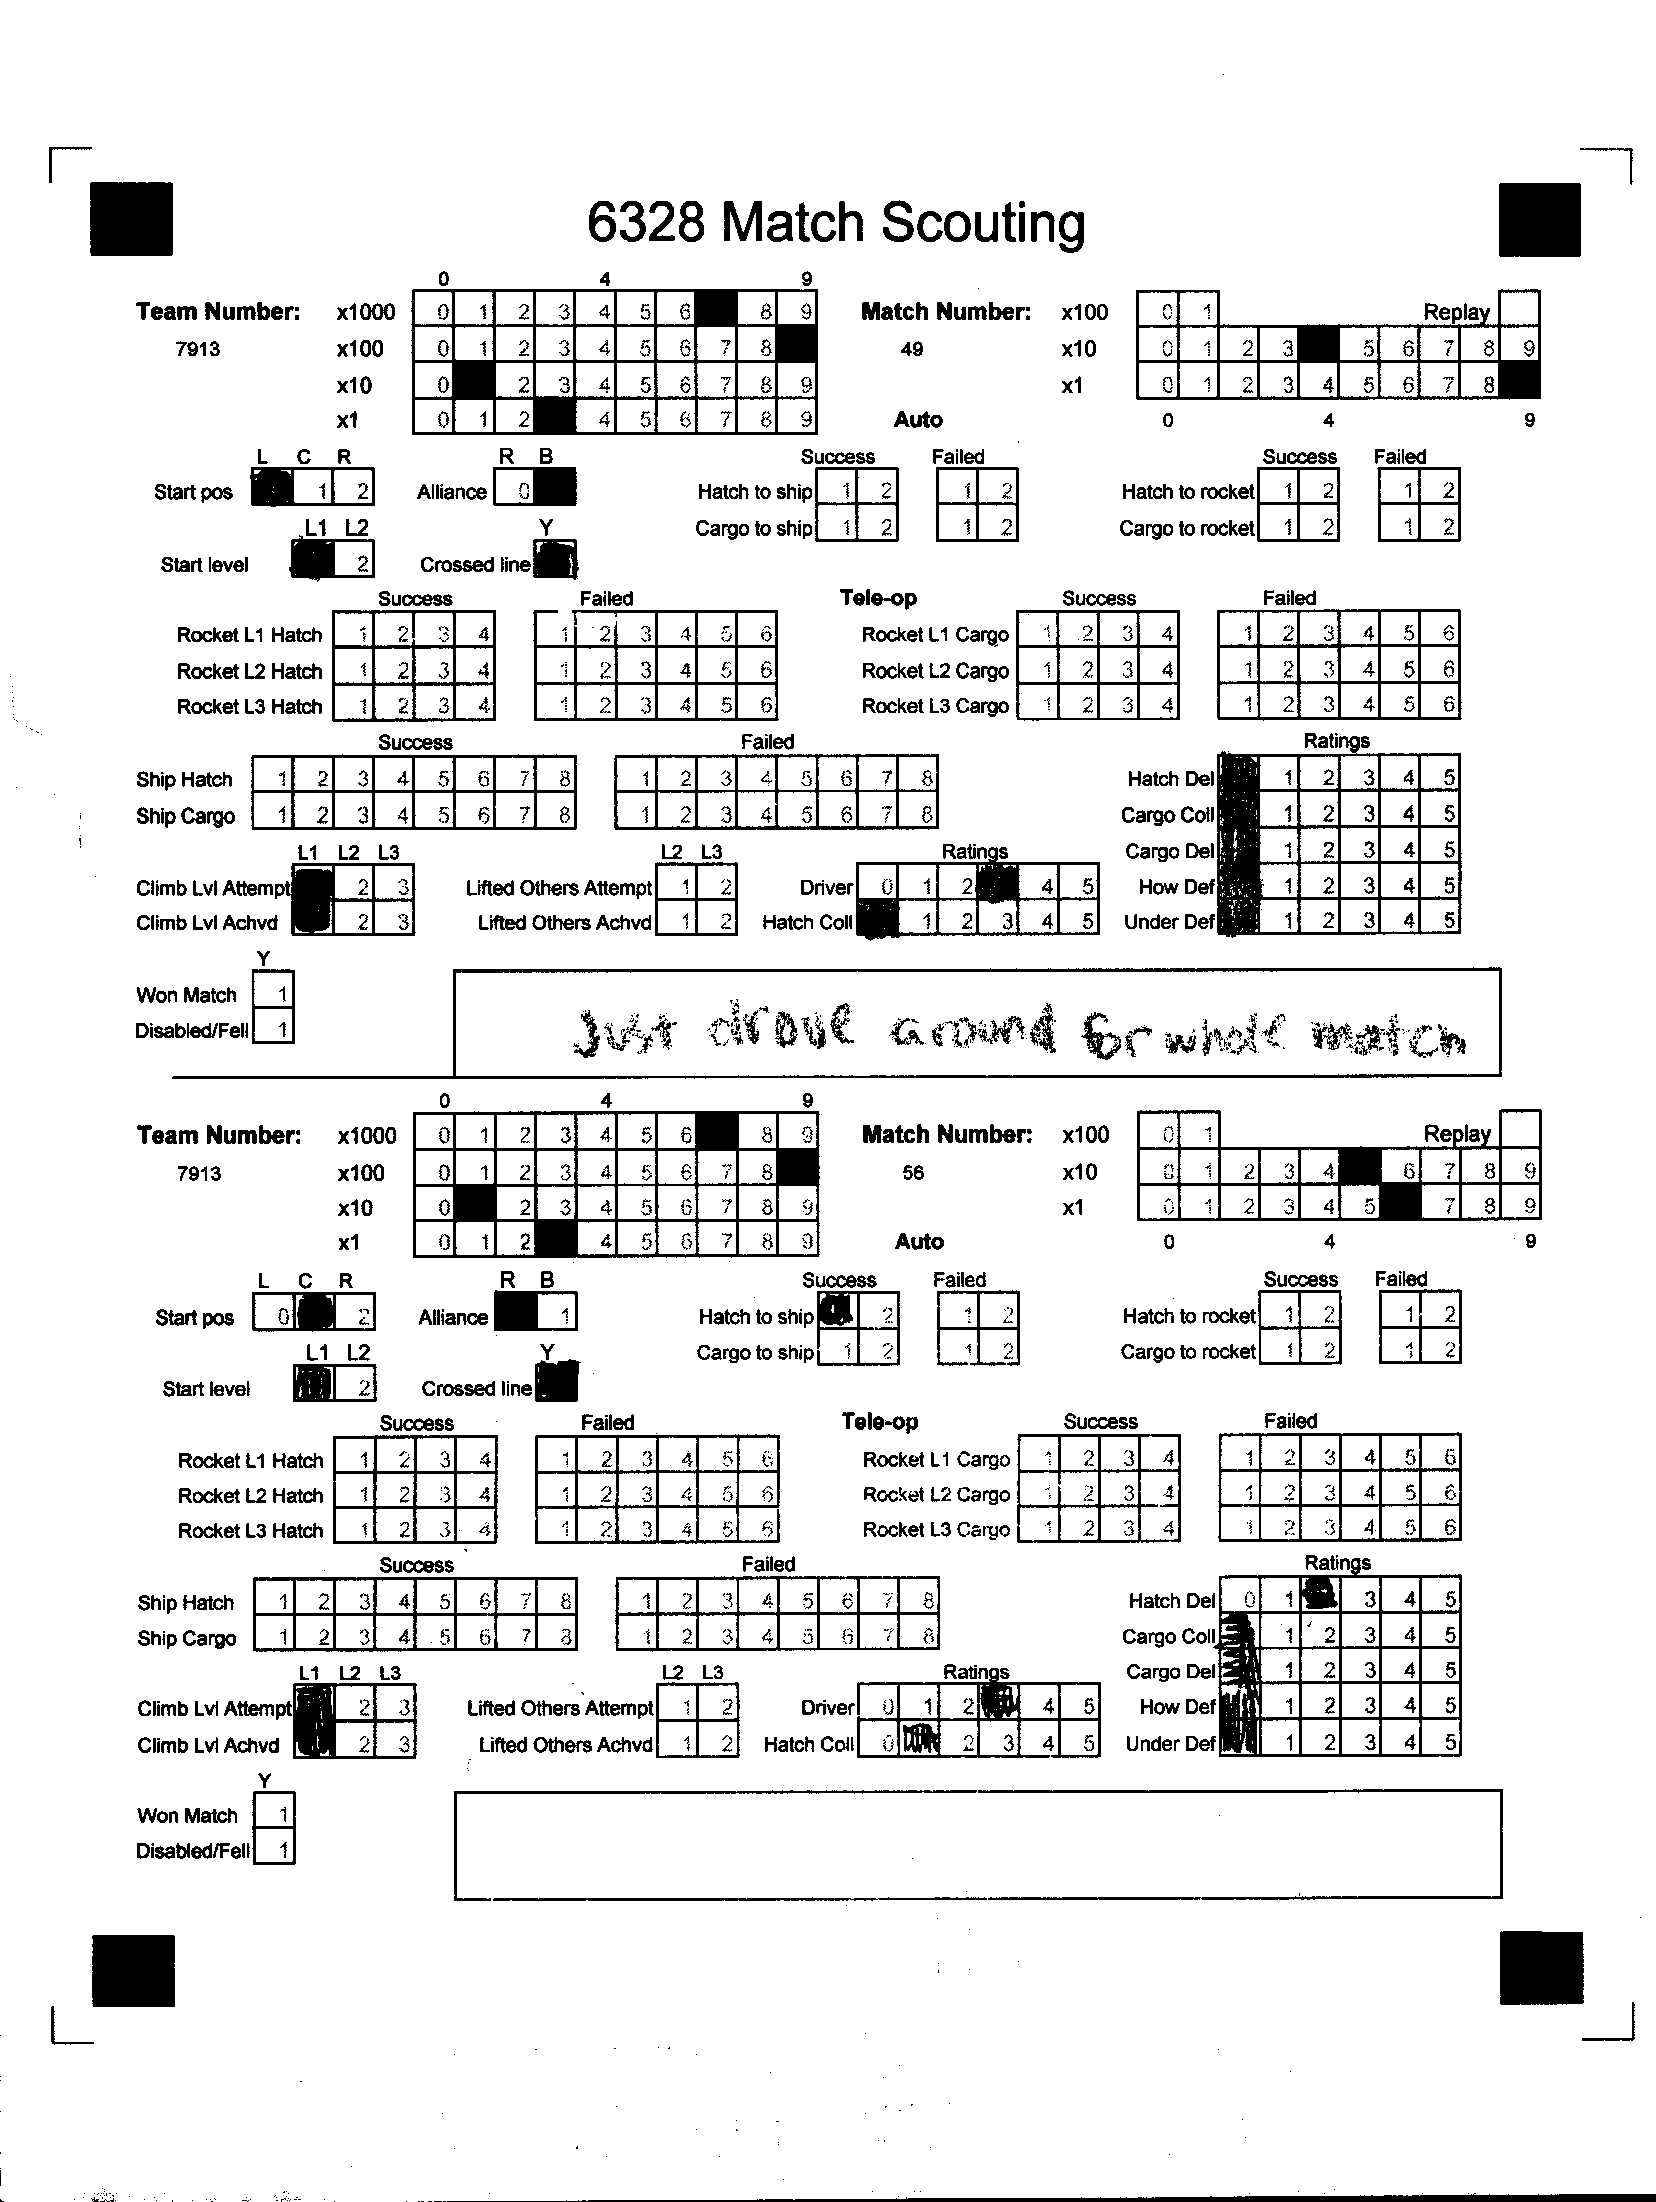 6328 Match Scouting
0 4 9
Team Number: x1000 0 1 2 3 4 5 6 8 9 Match Number: x100 0 1 Replay
7913 x100 0 1 2 3 4 5 6 7 8 49 x10 0 1 2 3 5 6 7 8 9
x10 0 2 3 4 5 6 7 8 9 x1 0 1 2 3 4 5 6 7 8
x1 0 1 2 4 5 6 7 8 9 Auto 0 4 9
L C R R B Success Failed Success Failed
Start pos 1 2 Alliance 0 Hatch to ship 1 2 1 2 Hatch to rocket 1 2 1 2
L1 L2 Y Cargo to ship 1 2 1 2 Cargo to rocket 1 2 1 2
Start level 2 Crossed line
Success Failed Tele-op Success Failed
Rocket L1 Hatch 1 2 3 4 1 2 3 4 5 6 Rocket L1 Cargo 1 2 3 4 1 2 3 4 5 6
Rocket L2 Hatch 1 2 3 4 1 2 3 4 5 6 Rocket L2 Cargo 1 2 3 4 1 2 3 4 5 6
Rocket L3 Hatch 1 2 3 4 1 2 3 4 5 6 Rocket L3 Cargo 1 2 3 4 1 2 3 4 5 6
Success Failed Ratings
Ship Hatch 1 2 3 4 5 6 7 8 1 2 3 4 5 6 7 8 Hatch Del 1 2 3 4 5
Ship Cargo 1 2 3 4 5 6 7 8 1 2 3 4 5 6 7 8 Cargo Coll 1 2 3 4 5
L1 L2 L3 L2 L3 Ratings Cargo Del 1 2 3 4 5
Climb Lvl Attempt 2 3 Lifted Others Attempt 1 2 Driver 0 1 2 4 5 How Def 1 2 3 4 5
Climb Lvl Achvd 2 3 Lifted Others Achvd 1 2 Hatch Coll 1 2 3 4 5 Under Def 1 2 3 4 5
Y
Won Match 1
Disabled/Fell 1
Just drove around for whole match
0 4 9
Team Number: x1000 0 1 2 3 4 5 6 8 9 Match Number: x100 0 1 Replay
7913 x100 0 1 2 3 4 5 6 7 8 56 x10 0 1 2 3 4 6 7 8 9
x10 0 2 3 4 5 6 7 8 9 x1 0 1 2 3 4 5 7 8 9
x1 0 1 2 4 5 6 7 8 9 Auto 0 4 9
L C R R B Success Failed Success Failed
Start pos 0 2 Alliance 1 Hatch to ship 2 1 2 Hatch to rocket 1 2 1 2
L1 L2 Y Cargo to ship 1 2 1 2 Cargo to rocket 1 2 1 2
Start level 2 Crossed line
Success Failed Tele-op Success Failed
Rocket L1 Hatch 1 2 3 4 1 2 3 4 5 6 Rocket L1 Cargo 1 2 3 4 1 2 3 4 5 6
Rocket L2 Hatch 1 2 3 4 1 2 3 4 5 6 Rocket L2 Cargo 1 2 3 4 1 2 3 4 5 6
Rocket L3 Hatch 1 2 3 4 1 2 3 4 5 6 Rocket L3 Cargo 1 2 3 4 1 2 3 4 5 6
Success Failed Ratings
Ship Hatch 1 2 3 4 5 6 7 8 1 2 3 4 5 6 7 8 Hatch Del 0 1 3 4 5
Ship Cargo 1 2 3 4 5 6 7 8 1 2 3 4 5 6 7 8 Cargo Coll 1 2 3 4 5
L1 L2 L3 L2 L3 Ratings Cargo Del 1 2 3 4 5
Climb Lvl Attempt 2 3 Lifted Others Attempt 1 2 Driver 0 1 2 4 5 How Def 1 2 3 4 5
Climb Lvl Achvd 2 3 Lifted Others Achvd 1 2 Hatch Coll 0 2 3 4 5 Under Def 1 2 3 4 5
Y
Won Match 1
Disabled/Fell 1